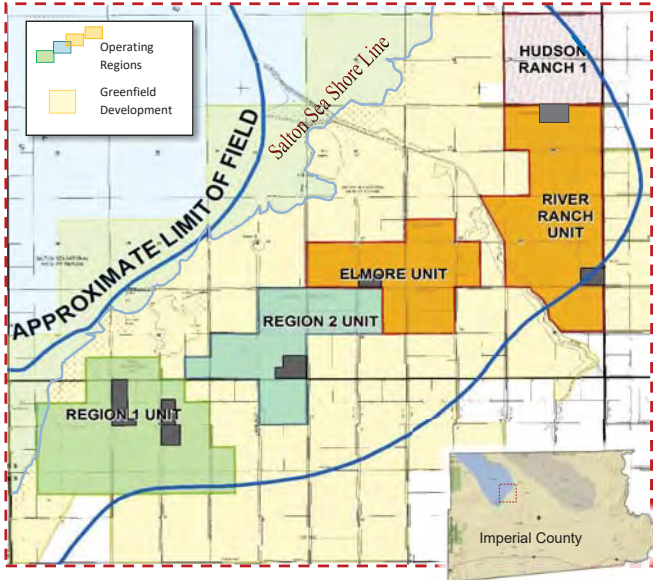 Operating
Regions
Greenfield
Development
Salton Sea Shore Line
APPROXIMATE LIMIT OF FIELD
HUDSON
RANCH 1
RIVER
RANCH
UNIT
ELMORE UNIT
REGION 2 UNIT
REGION 1 UNIT
Imperial County